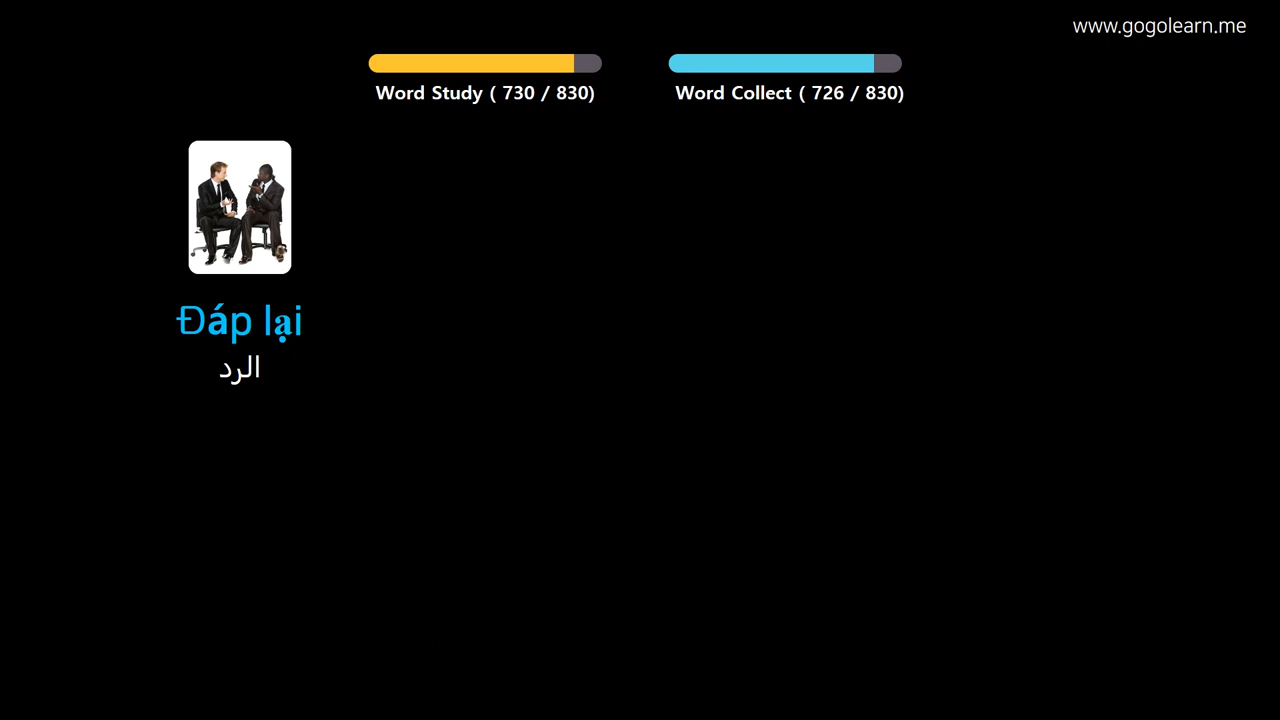 www.gogolearn.me
Word Study ( 730 / 830)
Word Collect ( 726 / 830)
Đáp lại
الرد